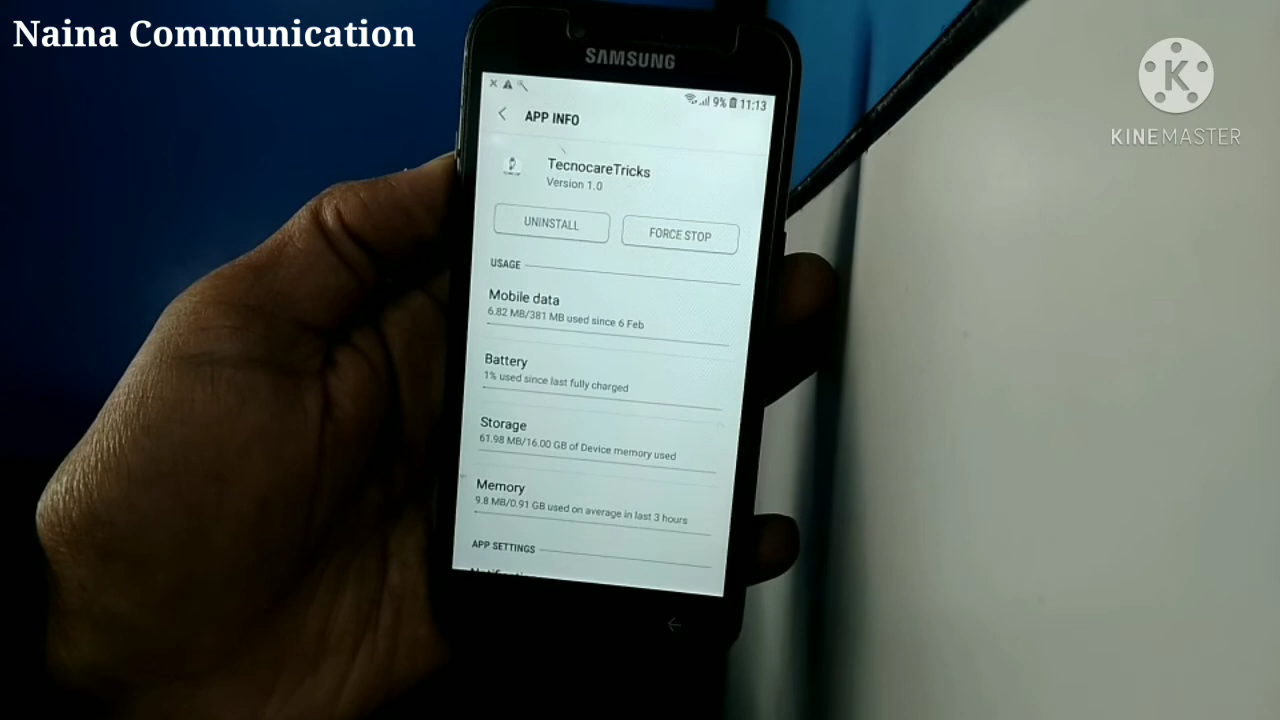 Naina Communication
K
KINEMASTER
SAMSUNG
9% 11:13
APP INFO
TecnocareTricks
Version 1.0
UNINSTALL
FORCE STOP
USAGE
Mobile data
6.82 MB/381 MB used since 6 Feb
Battery
1% used since last fully charged
Storage
61.98 MB/16.00 GB of Device memory used
Memory
9.8 MB/0.91 GB used on average in last 3 hours
APP SETTINGS